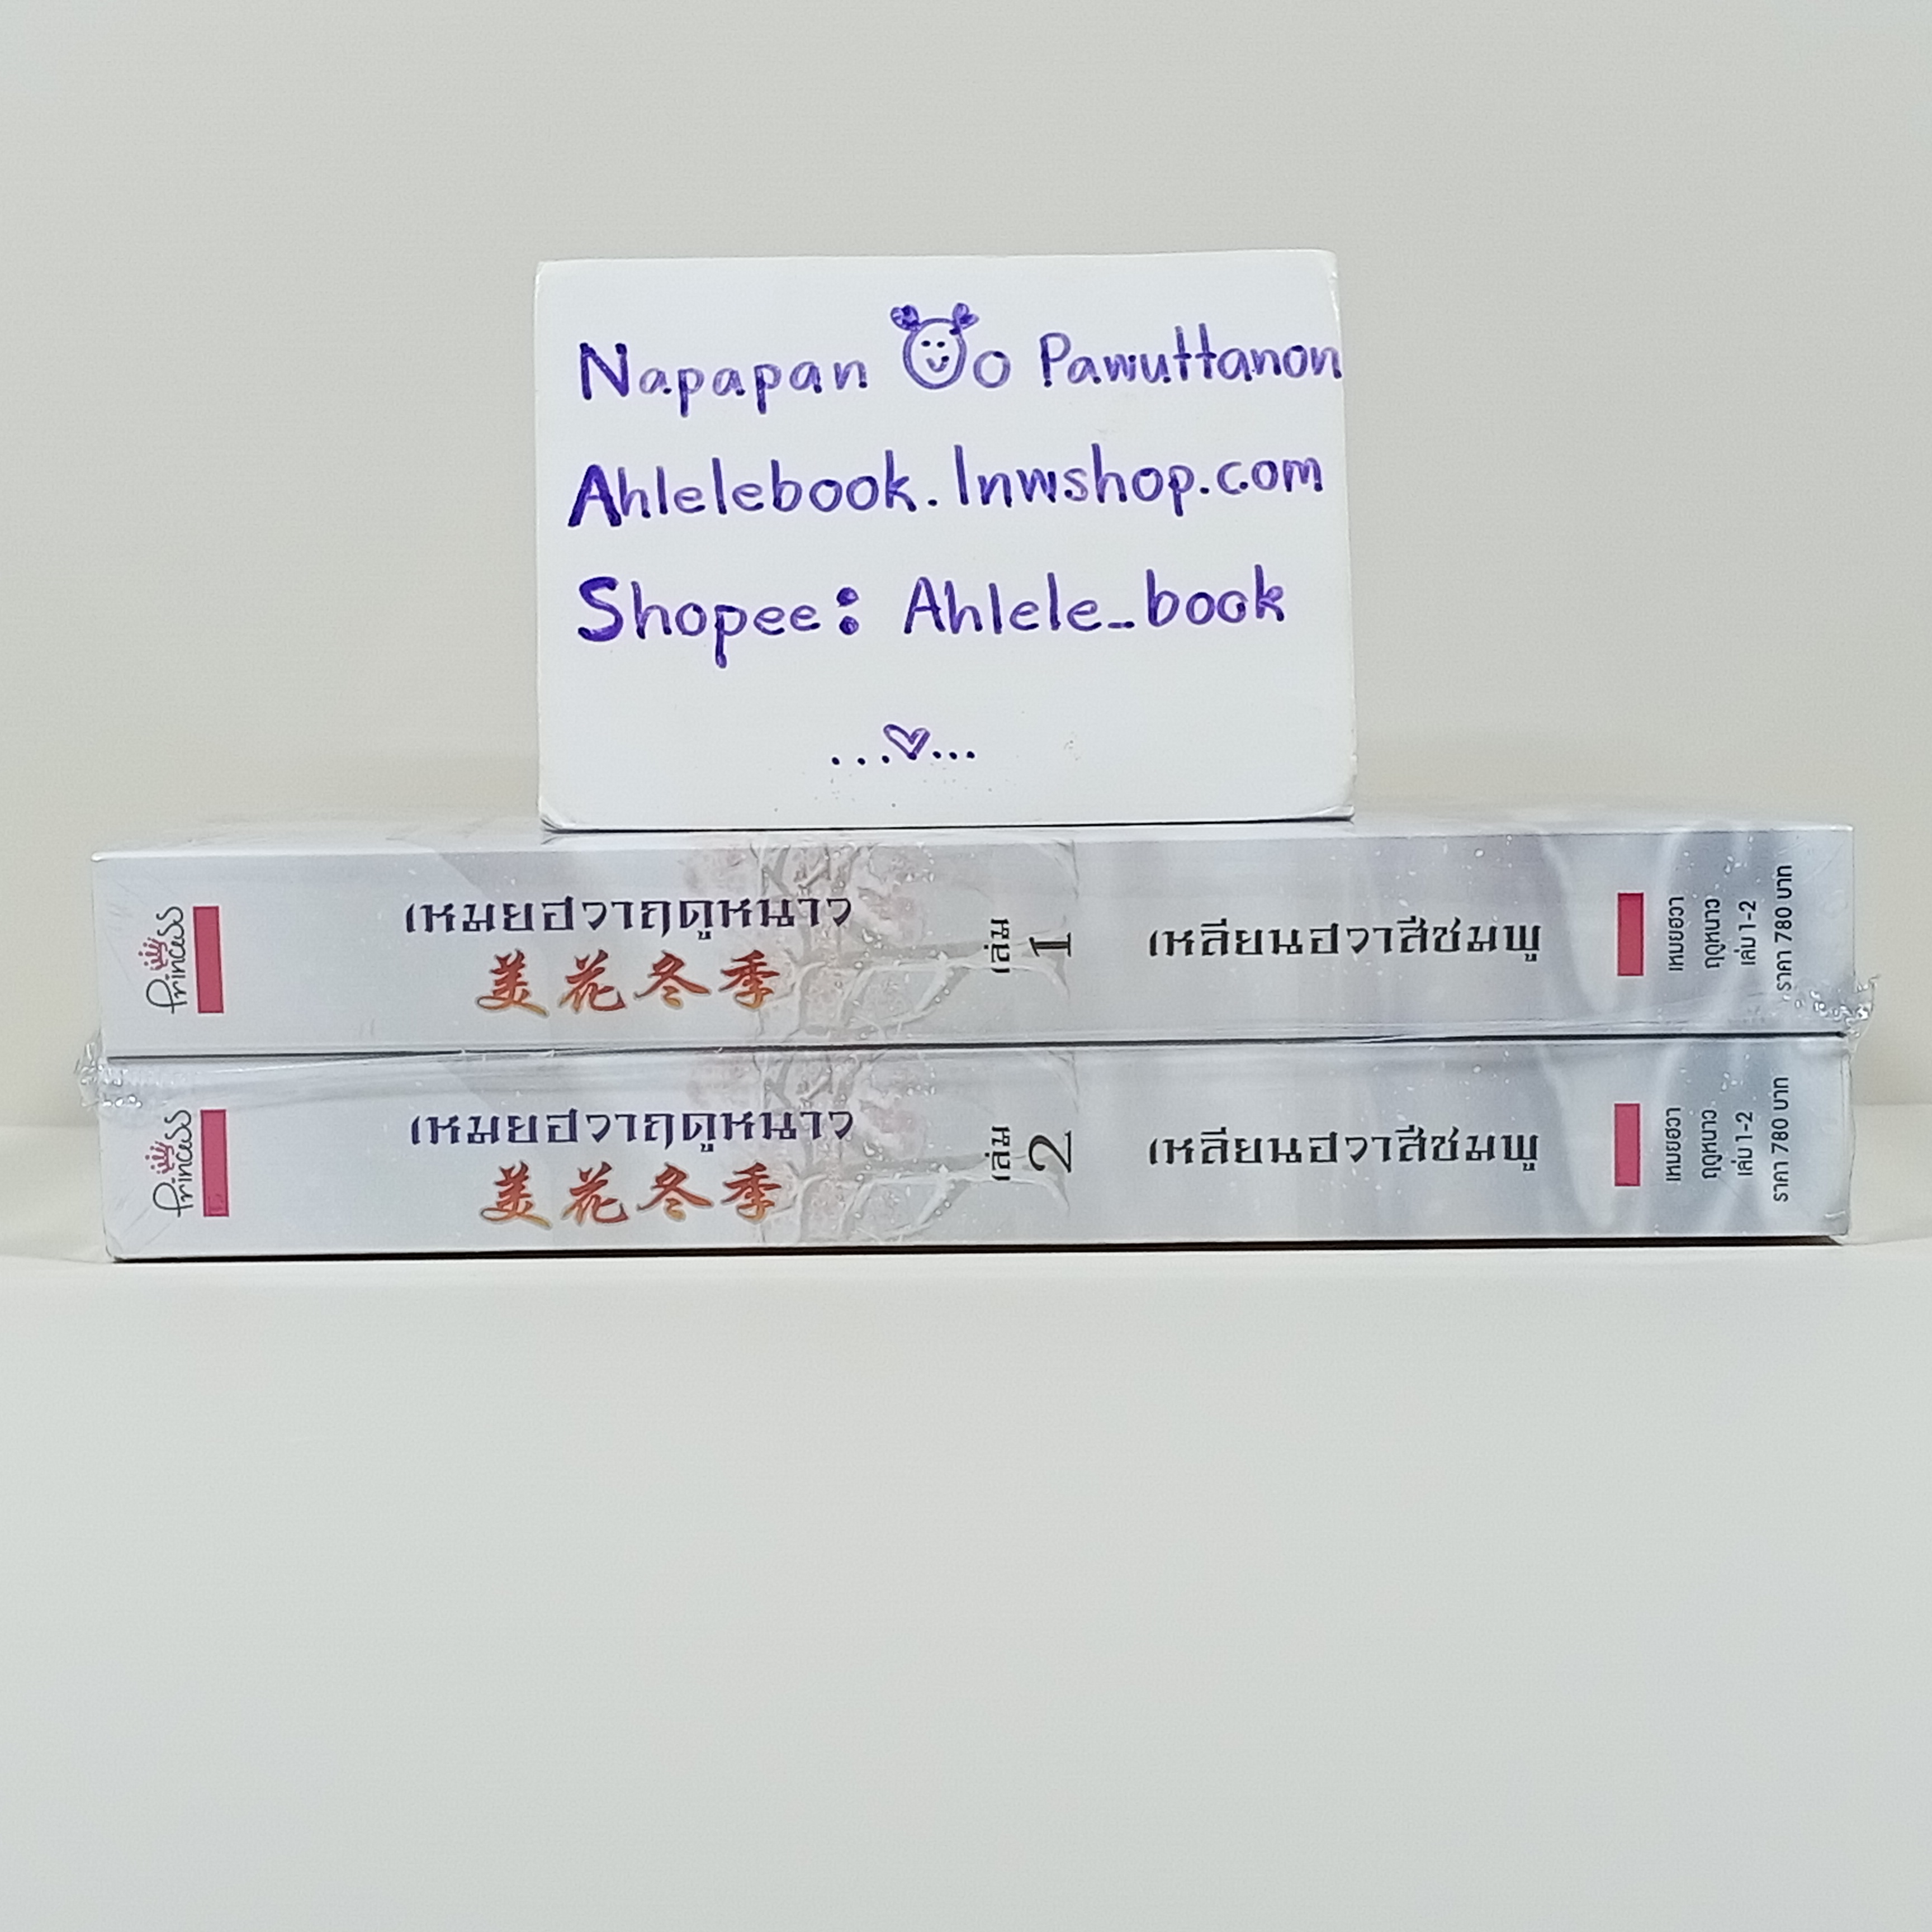 Napapan o Pawuttanon
Ahlelebook.lnwshop.com
Shopee: Ahlele_book
...♡...
Princess
เหมยฮวาฤดูหนาว
美花冬季
เล่ม
1
เหลียนฮวาสีชมพู
เหมยฮวา
ฤดูหนาว
เล่ม 1-2
ราคา 780 บาท
Princess
เหมยฮวาฤดูหนาว
美花冬季
เล่ม
2
เหลียนฮวาสีชมพู
เหมยฮวา
ฤดูหนาว
เล่ม 1-2
ราคา 780 บาท